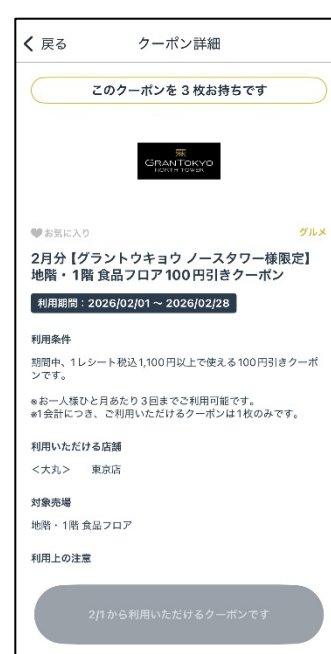 戻る クーポン詳細
このクーポンを 3 枚お持ちです
GRANTOKYO
NORTH TOWER
お気に入り グルメ
2月分【グラントウキョウ ノースタワー様限定】
地階・1階 食品フロア100円引きクーポン
利用期間：2026/02/01 ~ 2026/02/28
利用条件
期間中、1レシート税込1,100円以上で使える100円引きクーポ
ンです。
※お一人様ひと月あたり3回までご利用可能です。
※1会計につき、ご利用いただけるクーポンは1枚のみです。
利用いただける店舗
<大丸> 東京店
対象売場
地階・1階 食品フロア
利用上の注意
2/1から利用いただけるクーポンです